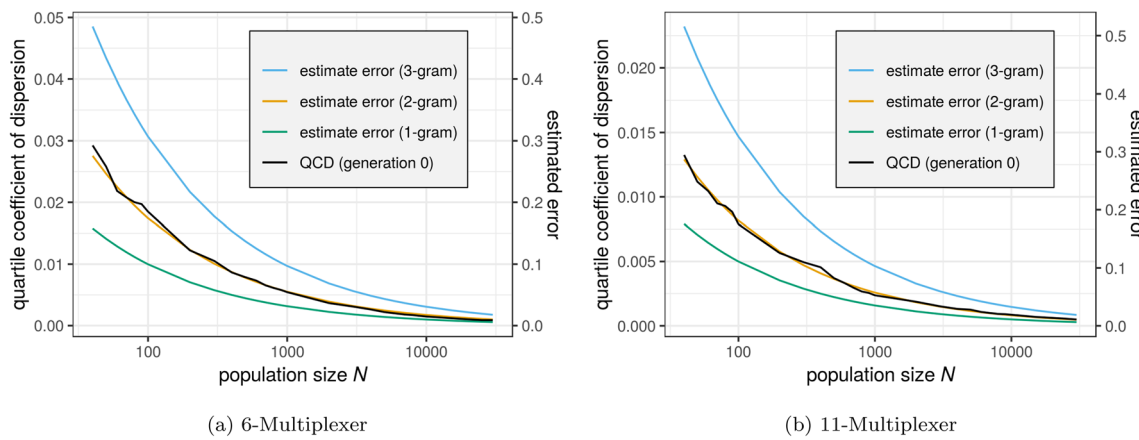 0.05
0.04
0.03
0.02
0.01
0.00
quartile coefficient of dispersion
0.5
0.4
0.3
0.2
0.1
0.0
estimated error
estimate error (3-gram)
estimate error (2-gram)
estimate error (1-gram)
QCD (generation 0)
100
1000
10000
population size N
(a) 6-Multiplexer
0.020
0.015
0.010
0.005
0.000
quartile coefficient of dispersion
0.5
0.4
0.3
0.2
0.1
0.0
estimated error
estimate error (3-gram)
estimate error (2-gram)
estimate error (1-gram)
QCD (generation 0)
100
1000
10000
population size N
(b) 11-Multiplexer